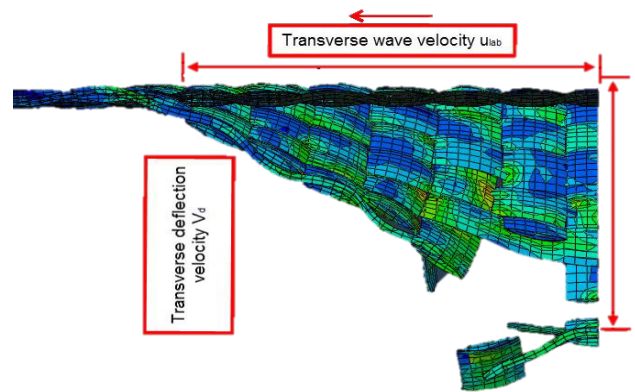 Transverse wave velocity ulab
Transverse deflection
velocity Vd